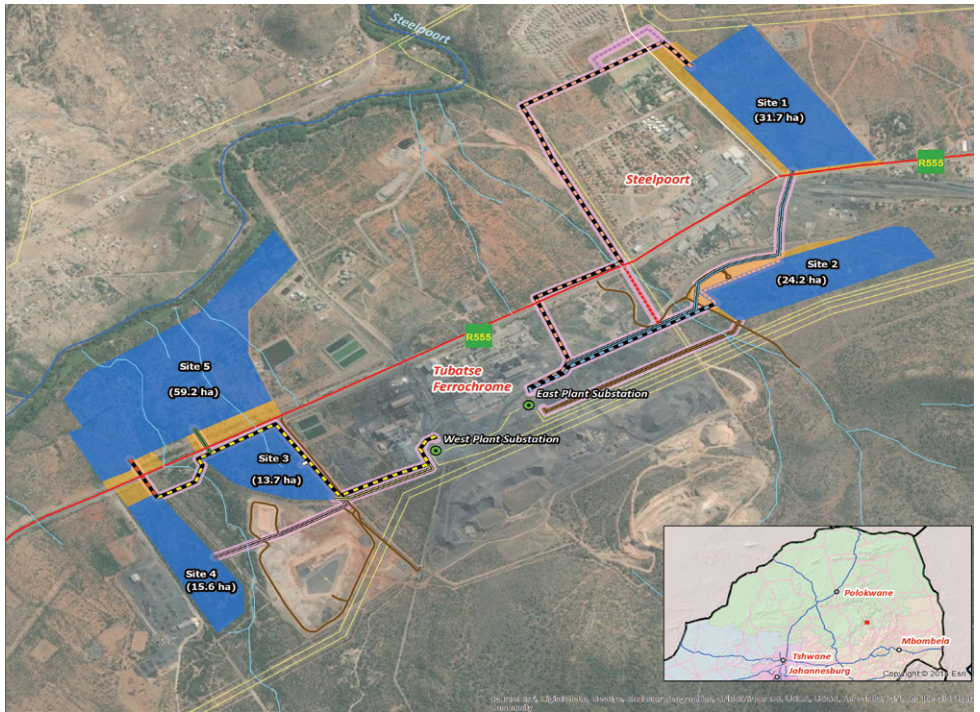 Steelpoort
Site 1
(31.7 ha)
R555
Steelpoort
Site 2
(24.2 ha)
R555
Site 5
(59.2 ha)
Tubatse
Ferrochrome
East Plant Substation
West Plant Substation
Site 3
(13.7 ha)
Site 4
(15.6 ha)
Polokwane
Mbombela
Tshwane
Johannesburg
Copyright ©
Community